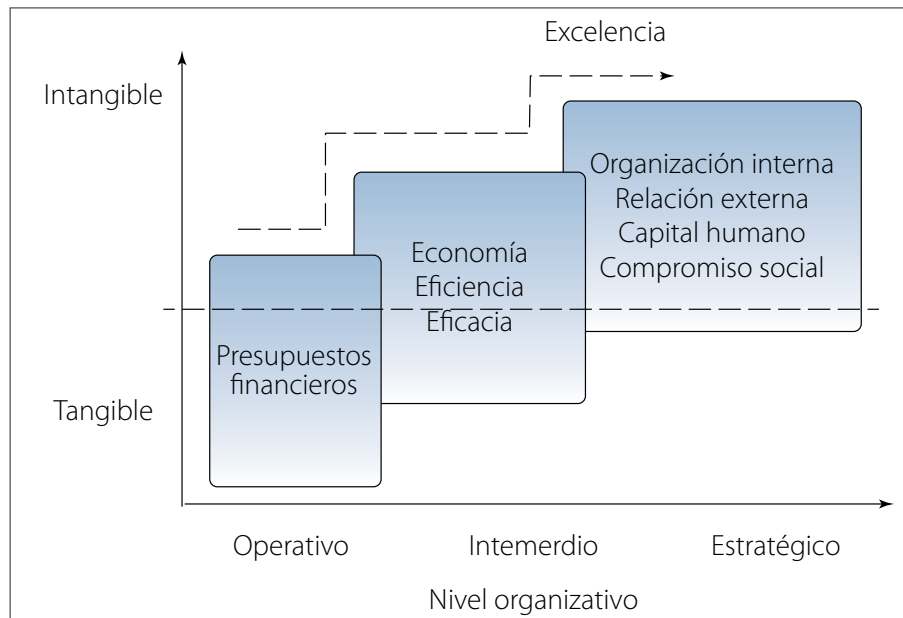 Excelencia
Intangible
Organización interna
Relación externa
Capital humano
Compromiso social
Economía
Eficiencia
Eficacia
Presupuestos
financieros
Tangible
Operativo
Intemerdio
Estratégico
Nivel organizativo